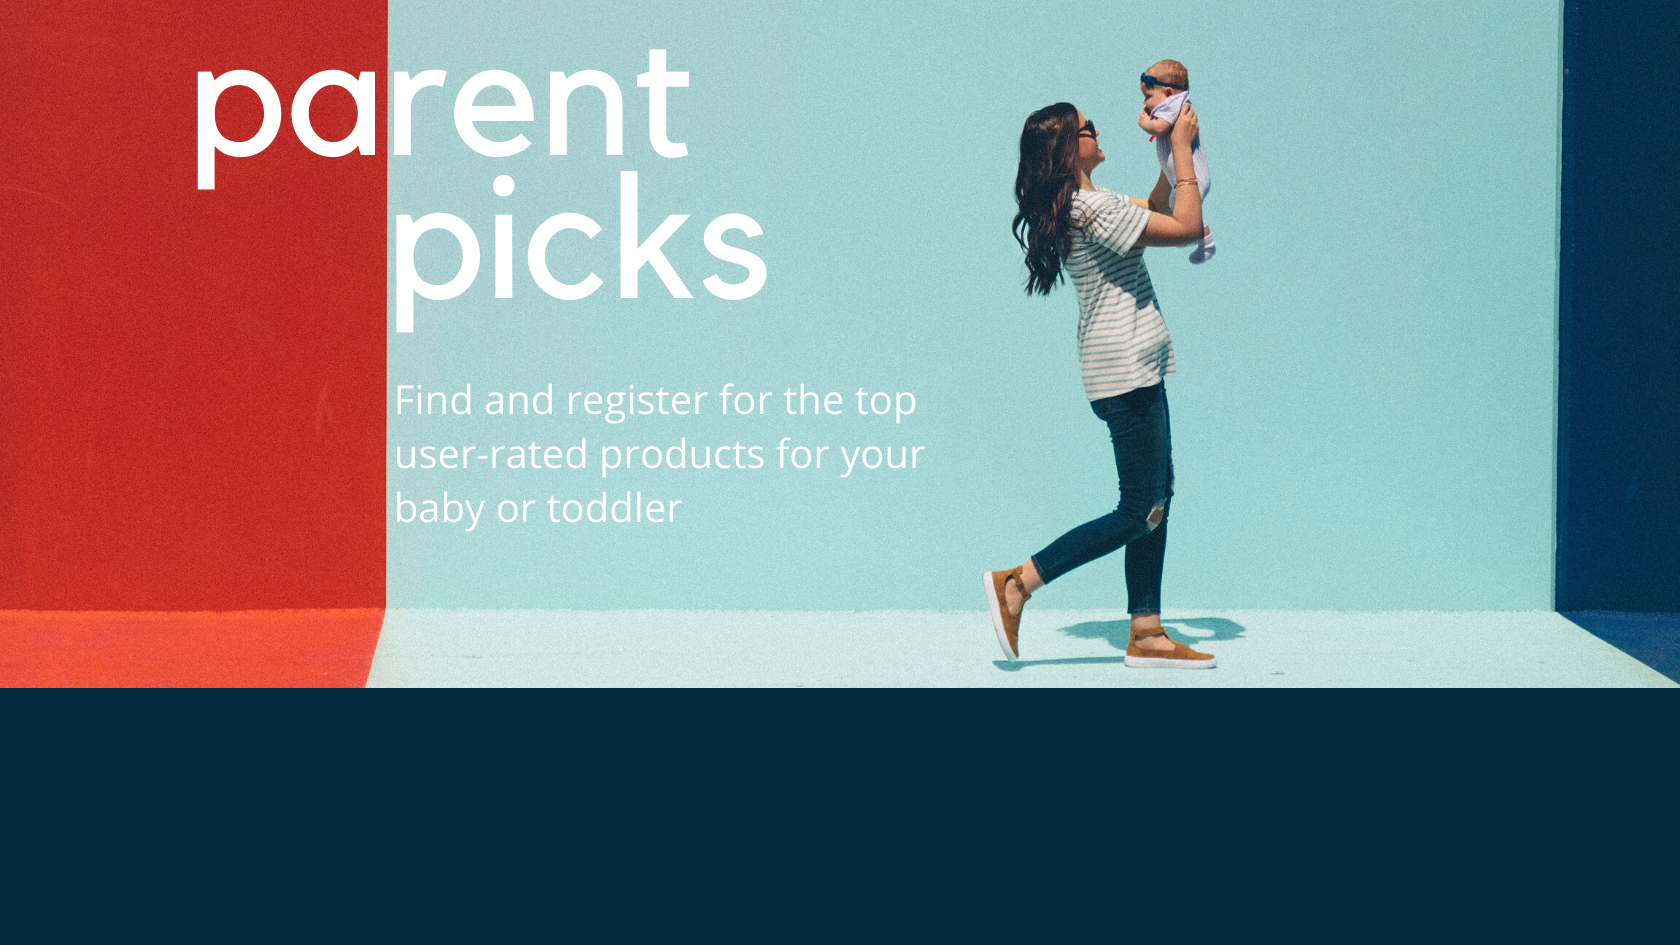 parent
picks
Find and register for the top
user-rated products for your
baby or toddler